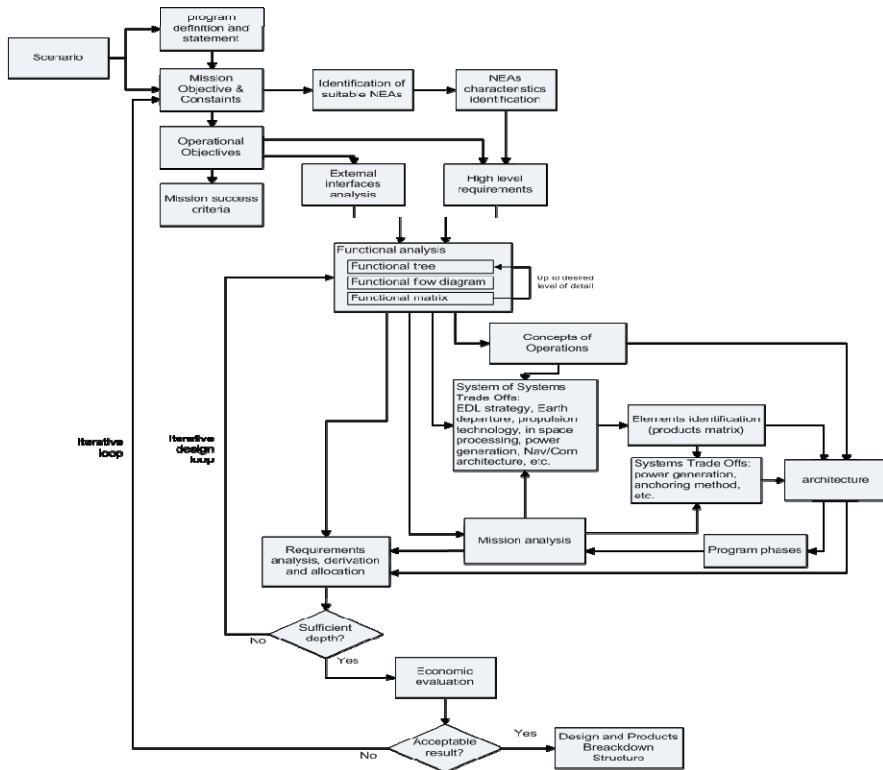 program
definition and
statement
Scenario
Mission
Objective &
Constaints
Identification of
suitable NEAs
NEAs
characteristics
identification
Operational
Objectives
External
interfaces
analysis
High level
requirements
Mission success
criteria
Functional analysis
Functional tree
Functional flow diagram
Functional matrix
Up to desired
level of detail
Concepts of
Operations
System of Systems
Trade Offs:
EDL strategy, Earth
departure, propulsion
technology, in space
processing, power
generation, Nav/Com
architecture, etc.
Elements identification
(products matrix)
Systems Trade Offs:
power generation,
anchoring method,
etc.
architecture
Iterative
loop
Iterative
design
loop
Mission analysis
Program phases
Requirements
analysis, derivation
and allocation
Sufficient
depth?
No
Yes
Economic
evaluation
Acceptable
result?
No
Yes
Design and Products
Breackdown
Structure